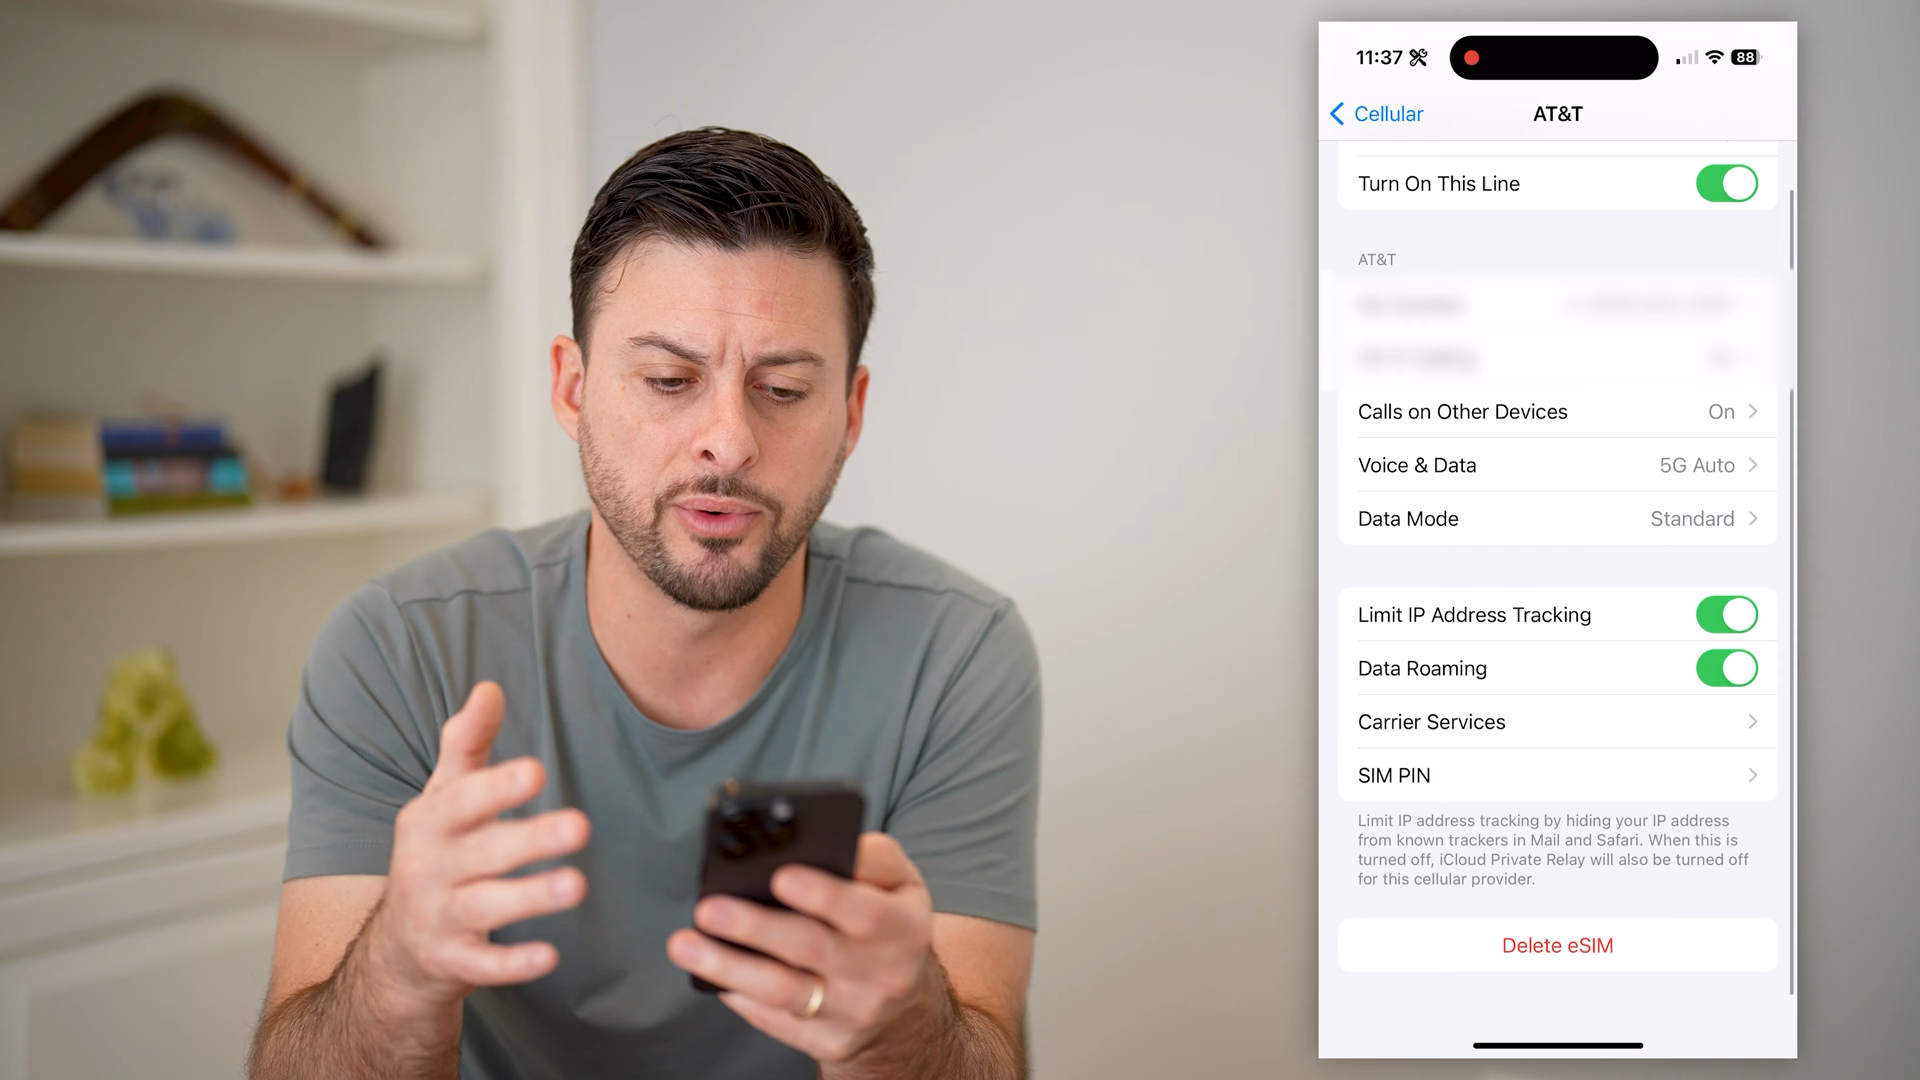 11:37
88
Cellular
AT&T
Turn On This Line
AT&T
Calls on Other Devices On
Voice & Data 5G Auto
Data Mode Standard
Limit IP Address Tracking
Data Roaming
Carrier Services
SIM PIN
Limit IP address tracking by hiding your IP address
from known trackers in Mail and Safari. When this is
turned off, iCloud Private Relay will also be turned off
for this cellular provider.
Delete eSIM